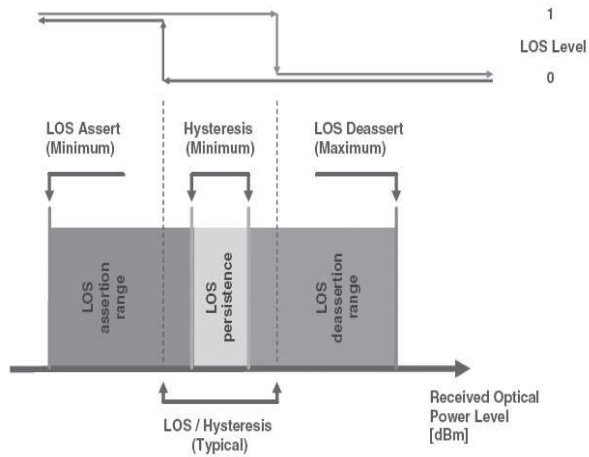 1
LOS Level
0
LOS Assert
(Minimum)
Hysteresis
(Minimum)
LOS Deassert
(Maximum)
LOS
assertion
range
LOS
persistence
LOS
deassertion
range
LOS / Hysteresis
(Typical)
Received Optical
Power Level
[dBm]